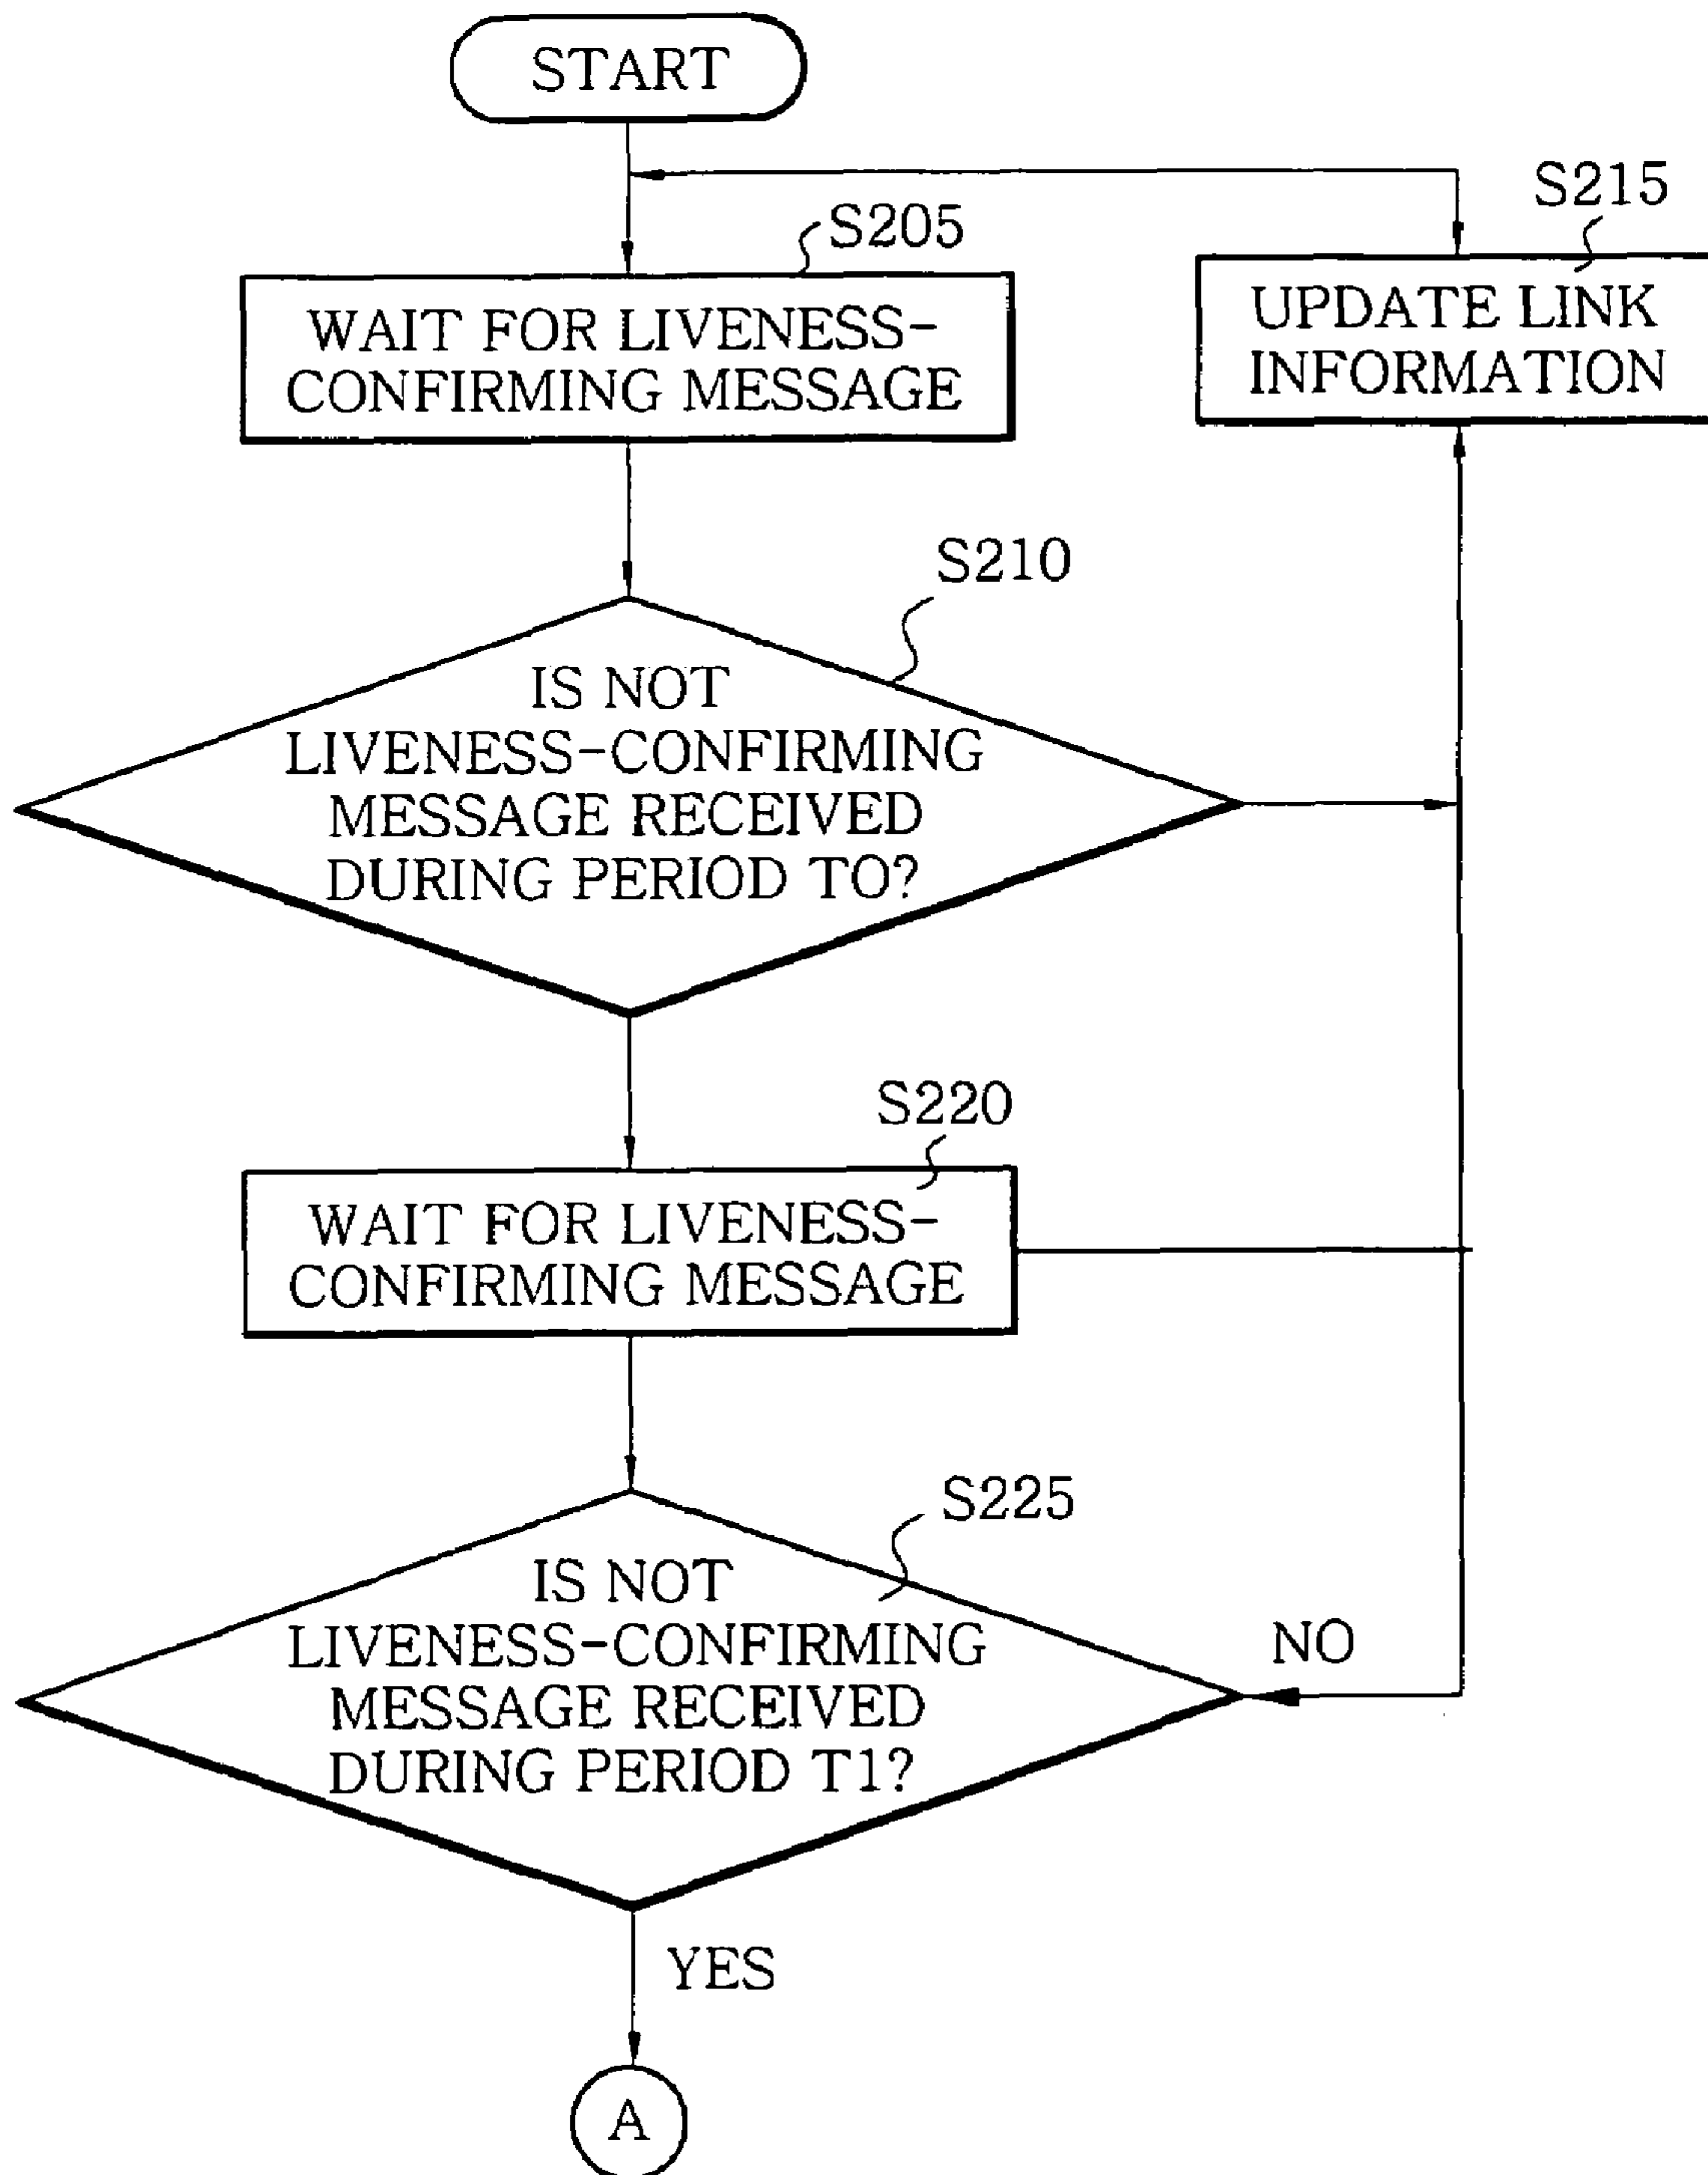 START
S205
S215
WAIT FOR LIVENESS-
CONFIRMING MESSAGE
UPDATE LINK
INFORMATION
S210
IS NOT
LIVENESS-CONFIRMING
MESSAGE RECEIVED
DURING PERIOD TO?
S220
WAIT FOR LIVENESS-
CONFIRMING MESSAGE
S225
IS NOT
LIVENESS-CONFIRMING
MESSAGE RECEIVED
DURING PERIOD T1?
NO
YES
A